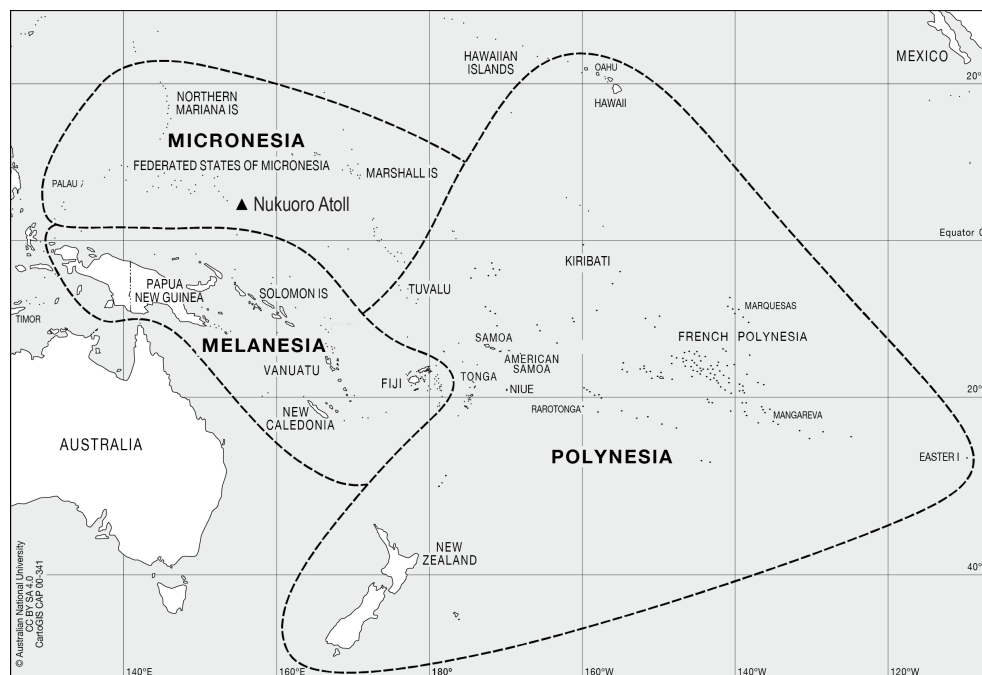 MEXICO
HAWAIIAN
ISLANDS
OAHU
HAWAII
20°
NORTHERN
MARIANA IS
MICRONESIA
FEDERATED STATES OF MICRONESIA
MARSHALL IS
PALAU
▲ Nukuoro Atoll
Equator 0
KIRIBATI
PAPUA
NEW GUINEA
SOLOMON IS
TUVALU
MARQUESAS
TIMOR
FRENCH POLYNESIA
SAMOA
MELANESIA
AMERICAN
SAMOA
VANUATU
FIJI
TONGA
NIUE
20°
RAROTONGA
MANGAREVA
NEW
CALEDONIA
AUSTRALIA
POLYNESIA
EASTER I
NEW
ZEALAND
40°
© Australian National University
CC BY SA 4.0
CartoGIS CAP 00-341
140°E
160°E
180°
160°W
140°W
120°W